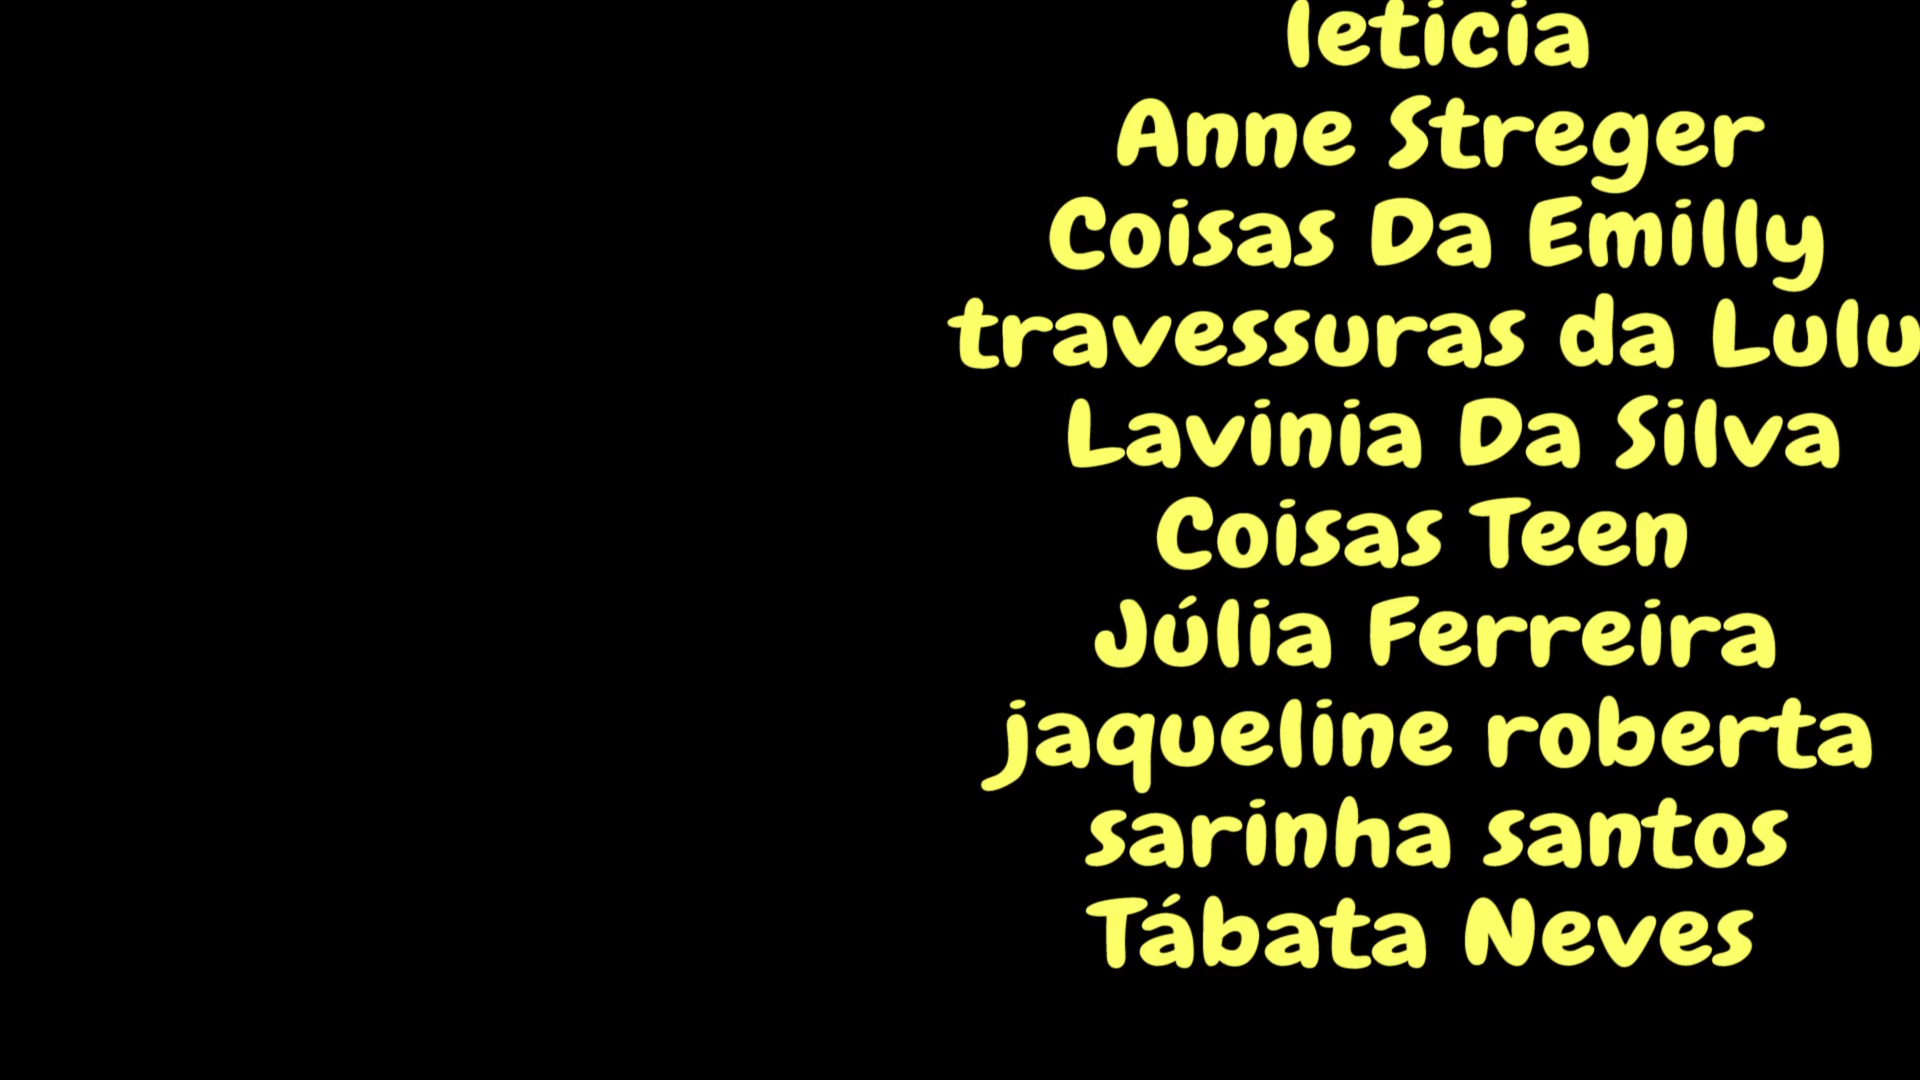 leticia
Anne Streger
Coisas Da Emilly
travessuras da Lulu
Lavinia Da Silva
Coisas Teen
Júlia Ferreira
jaqueline roberta
sarinha santos
Tábata Neves